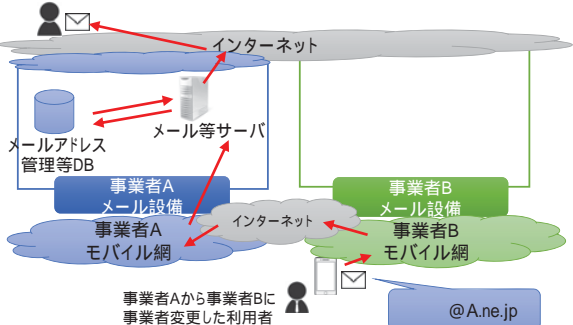 インターネット
メール等サーバ
メールアドレス
管理等DB
事業者A
メール設備
事業者B
メール設備
事業者A
モバイル網
インターネット
事業者B
モバイル網
事業者Aから事業者Bに
事業者変更した利用者
@A.ne.jp